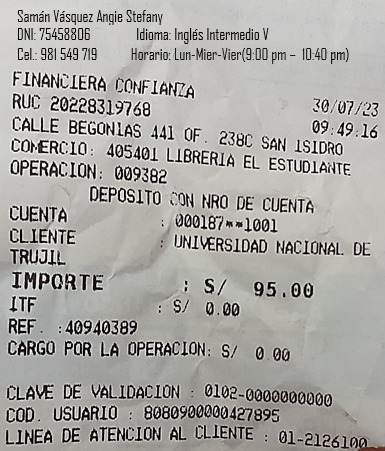 Samán Vásquez Angie Stefany
DNI: 75458806 Idioma: Inglés Intermedio V
Cel.: 981 549 719 Horario: Lun-Mier-Vier(9:00 pm – 10:40 pm)
FINANCIERA CONFIANZA
RUC 20228319768 30/07/23
CALLE BEGONIAS 441 OF. 238C SAN ISIDRO 09:49:16
COMERCIO: 405401 LIBRERIA EL ESTUDIANTE
OPERACION: 009382
DEPOSITO CON NRO DE CUENTA
CUENTA : 000187**1001
CLIENTE : UNIVERSIDAD NACIONAL DE
TRUJIL
IMPORTE : S/ 95.00
ITF : S/ 0.00
REF. :40940389
CARGO POR LA OPERACION: S/ 0.00
CLAVE DE VALIDACION : 0102-0000000000
COD. USUARIO : 8080900000427895
LINEA DE ATENCION AL CLIENTE : 01-2126100